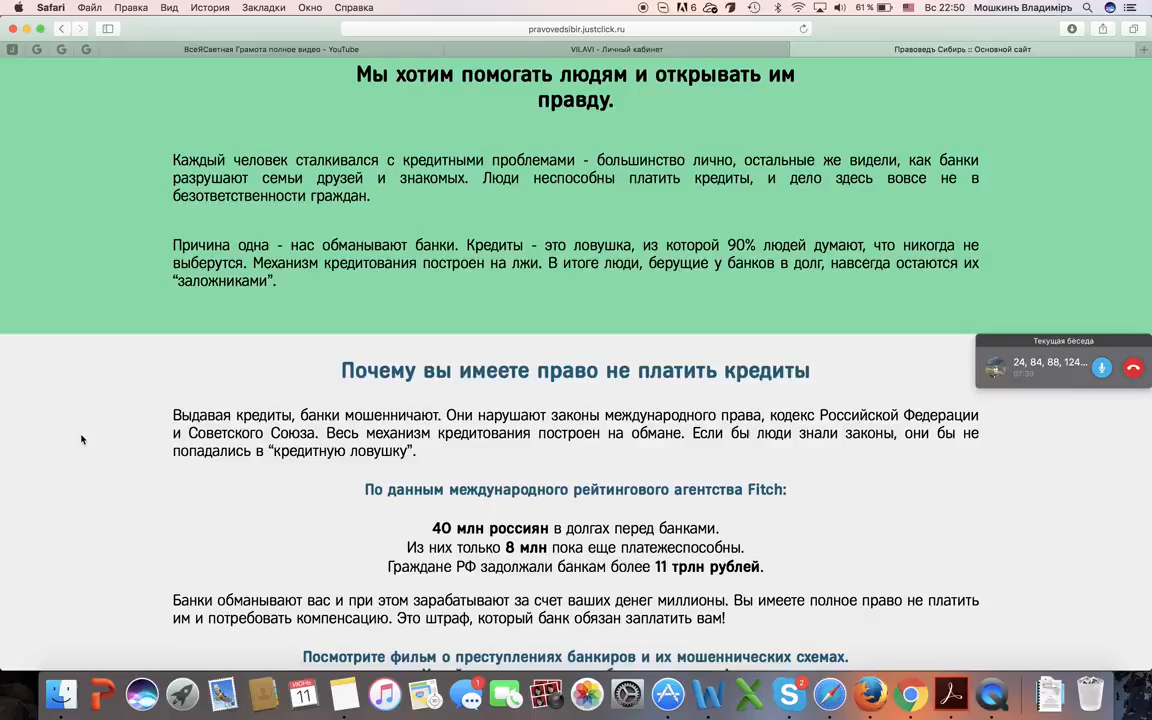 Safari Файл Правка Вид История Закладки Окно Справка 6 61 % Вс 22:50 Мошкинъ Владимiръ
pravovedsibir.justclick.ru
ВсеЯСветная Грамота полное видео - YouTube VILAVI - Личный кабинет Правоведъ Сибирь :: Основной сайт
Мы хотим помогать людям и открывать им
правду.
Каждый человек сталкивался с кредитными проблемами - большинство лично, остальные же видели, как банки
разрушают семьи друзей и знакомых. Люди неспособны платить кредиты, и дело здесь вовсе не в
безответственности граждан.
Причина одна - нас обманывают банки. Кредиты - это ловушка, из которой 90% людей думают, что никогда не
выберутся. Механизм кредитования построен на лжи. В итоге люди, берущие у банков в долг, навсегда остаются их
“заложниками”.
Текущая беседа
24, 84, 88, 124...
07:39
Почему вы имеете право не платить кредиты
Выдавая кредиты, банки мошенничают. Они нарушают законы международного права, кодекс Российской Федерации
и Советского Союза. Весь механизм кредитования построен на обмане. Если бы люди знали законы, они бы не
попадались в “кредитную ловушку”.
По данным международного рейтингового агентства Fitch:
40 млн россиян в долгах перед банками.
Из них только 8 млн пока еще платежеспособны.
Граждане РФ задолжали банкам более 11 трлн рублей.
Банки обманывают вас и при этом зарабатывают за счет ваших денег миллионы. Вы имеете полное право не платить
им и потребовать компенсацию. Это штраф, который банк обязан заплатить вам!
Посмотрите фильм о преступлениях банкиров и их мошеннических схемах.
ИЮНЬ
11
1
2